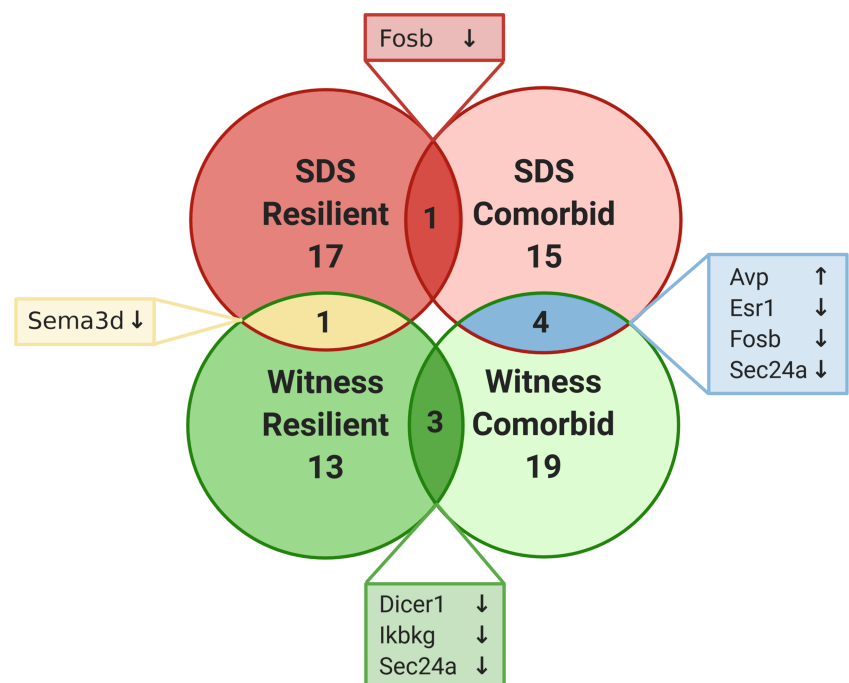 Fosb ↓
SDS
Resilient
17
1
SDS
Comorbid
15
Sema3d ↓
1
4
Avp ↑
Esr1 ↓
Fosb ↓
Sec24a ↓
Witness
Resilient
13
3
Witness
Comorbid
19
Dicer1 ↓
Ikbkg ↓
Sec24a ↓